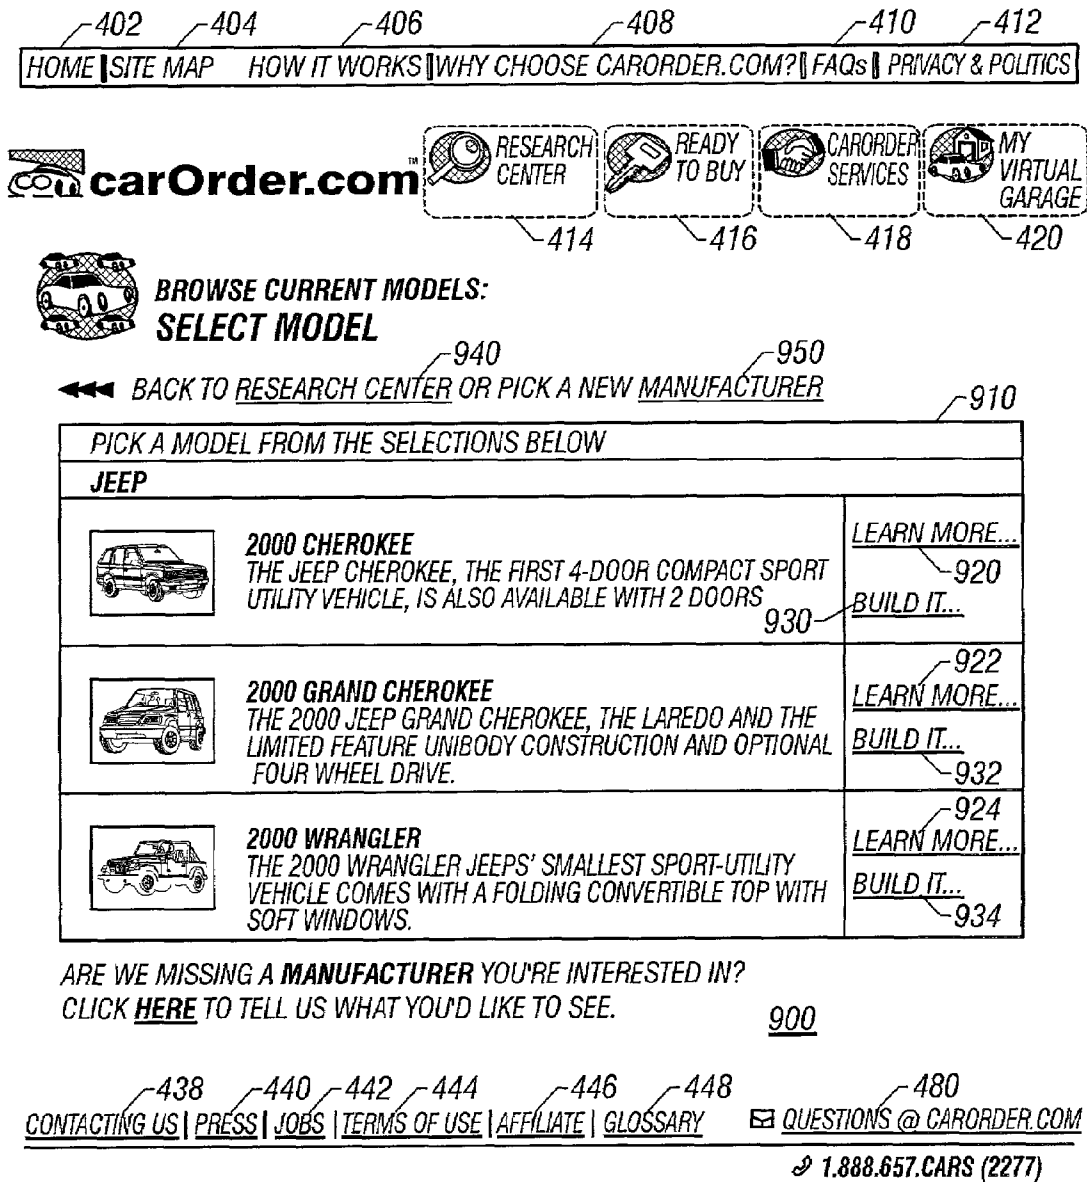 402 404 406 408 410 412
HOME SITE MAP HOW IT WORKS WHY CHOOSE CARORDER.COM? FAQs PRIVACY & POLITICS
carOrder.com™
RESEARCH CENTER
READY TO BUY
CARORDER SERVICES
MY VIRTUAL GARAGE
414 416 418 420
BROWSE CURRENT MODELS:
SELECT MODEL
940 950
BACK TO RESEARCH CENTER OR PICK A NEW MANUFACTURER
910
PICK A MODEL FROM THE SELECTIONS BELOW
JEEP
2000 CHEROKEE
THE JEEP CHEROKEE, THE FIRST 4-DOOR COMPACT SPORT
UTILITY VEHICLE, IS ALSO AVAILABLE WITH 2 DOORS
LEARN MORE...
920
930
BUILD IT...
2000 GRAND CHEROKEE
THE 2000 JEEP GRAND CHEROKEE, THE LAREDO AND THE
LIMITED FEATURE UNIBODY CONSTRUCTION AND OPTIONAL
FOUR WHEEL DRIVE.
922
LEARN MORE...
BUILD IT...
932
2000 WRANGLER
THE 2000 WRANGLER JEEPS' SMALLEST SPORT-UTILITY
VEHICLE COMES WITH A FOLDING CONVERTIBLE TOP WITH
SOFT WINDOWS.
924
LEARN MORE...
BUILD IT...
934
ARE WE MISSING A MANUFACTURER YOU'RE INTERESTED IN?
CLICK HERE TO TELL US WHAT YOU'D LIKE TO SEE.
900
438 440 442 444 446 448 480
CONTACTING US | PRESS | JOBS | TERMS OF USE | AFFILIATE | GLOSSARY QUESTIONS @ CARORDER.COM
1.888.657.CARS (2277)